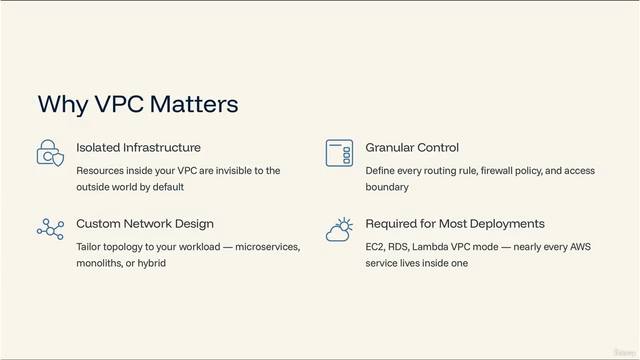 Why VPC Matters
Isolated Infrastructure
Resources inside your VPC are invisible to the
outside world by default
Granular Control
Define every routing rule, firewall policy, and access
boundary
Custom Network Design
Tailor topology to your workload — microservices,
monoliths, or hybrid
Required for Most Deployments
EC2, RDS, Lambda VPC mode — nearly every AWS
service lives inside one